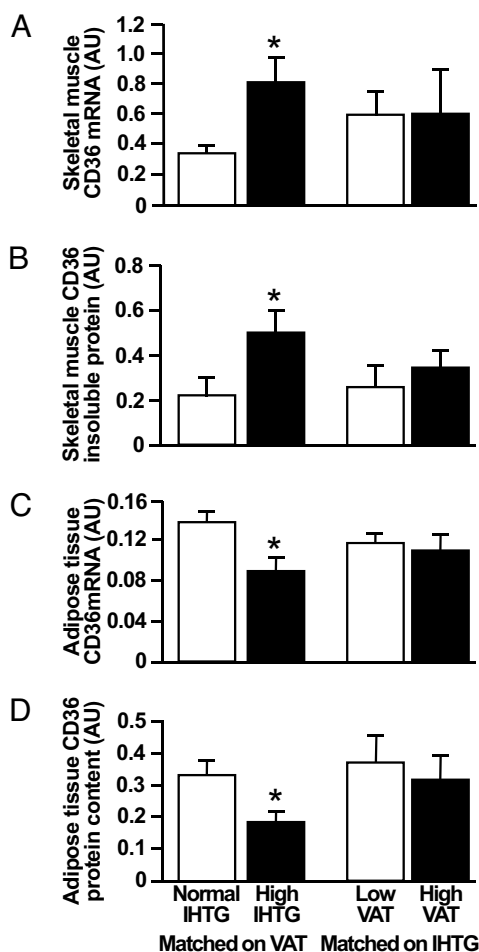 A
Skeletal muscle
CD36 mRNA (AU)
1.2
1.0
0.8
0.6
0.4
0.2
0
*
B
Skeletal muscle CD36
insoluble protein (AU)
0.8
0.6
0.4
0.2
0
*
C
Adipose tissue
CD36mRNA (AU)
0.16
0.12
0.08
0.04
0
*
D
Adipose tissue CD36
protein content (AU)
0.5
0.4
0.3
0.2
0.1
0
*
Normal High Low High
IHTG IHTG VAT VAT
Matched on VAT Matched on IHTG